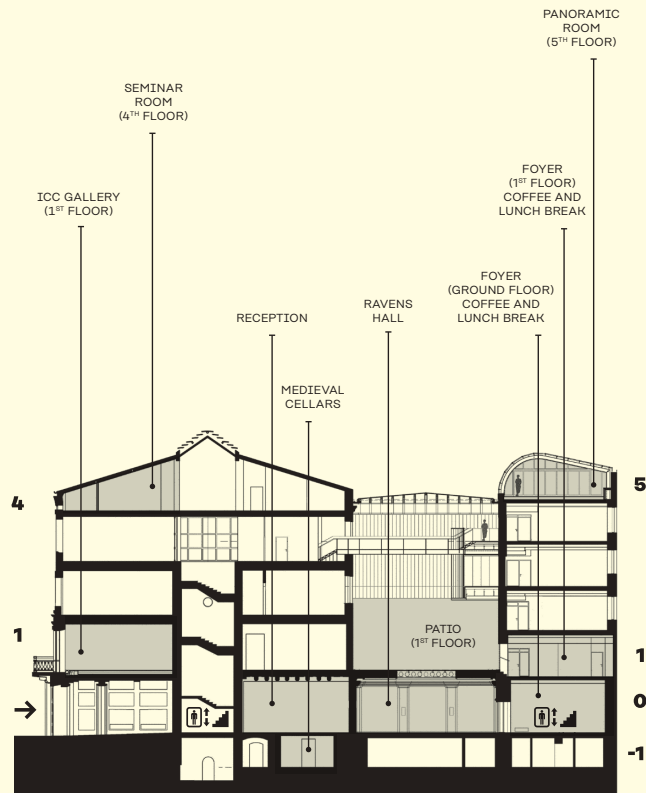 PANORAMIC
ROOM
(5TH FLOOR)
SEMINAR
ROOM
(4TH FLOOR)
ICC GALLERY
(1ST FLOOR)
FOYER
(1ST FLOOR)
COFFEE AND
LUNCH BREAK
FOYER
(GROUND FLOOR)
COFFEE AND
LUNCH BREAK
RECEPTION
RAVENS
HALL
MEDIEVAL
CELLARS
4
5
1
PATIO
(1ST FLOOR)
1
0
-1